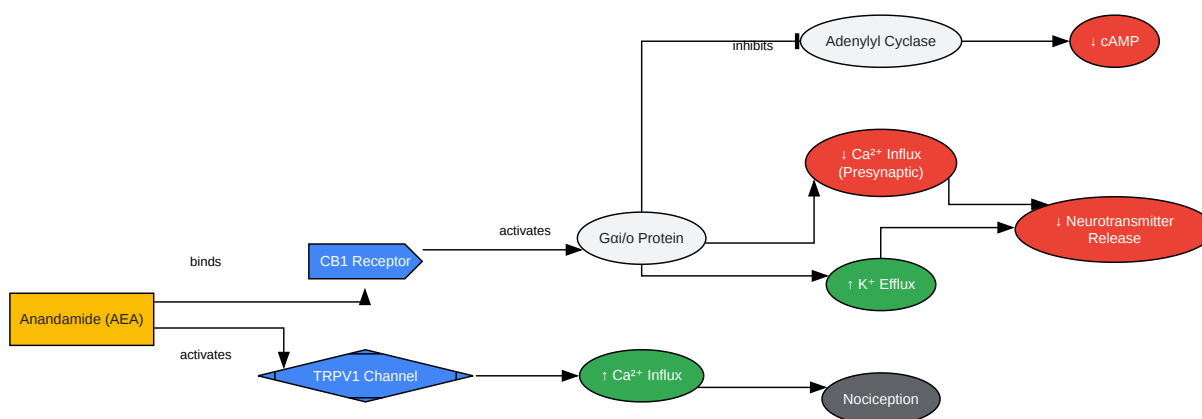 inhibits
Adenylyl Cyclase
↓ cAMP
↓ Ca²⁺ Influx
(Presynaptic)
↓ Neurotransmitter
Release
activates
Gαi/o Protein
binds
CB1 Receptor
↑ K⁺ Efflux
Anandamide (AEA)
activates
TRPV1 Channel
↑ Ca²⁺ Influx
Nociception